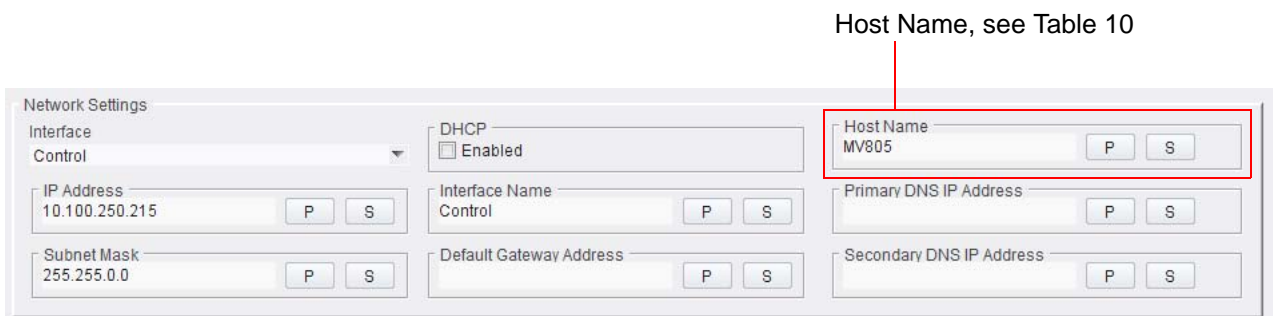 Host Name, see Table 10
Network Settings
Interface
Control
DHCP
Enabled
Host Name
MV805
P S
IP Address
10.100.250.215
P S
Interface Name
Control
P S
Primary DNS IP Address
P S
Subnet Mask
255.255.0.0
P S
Default Gateway Address
P S
Secondary DNS IP Address
P S